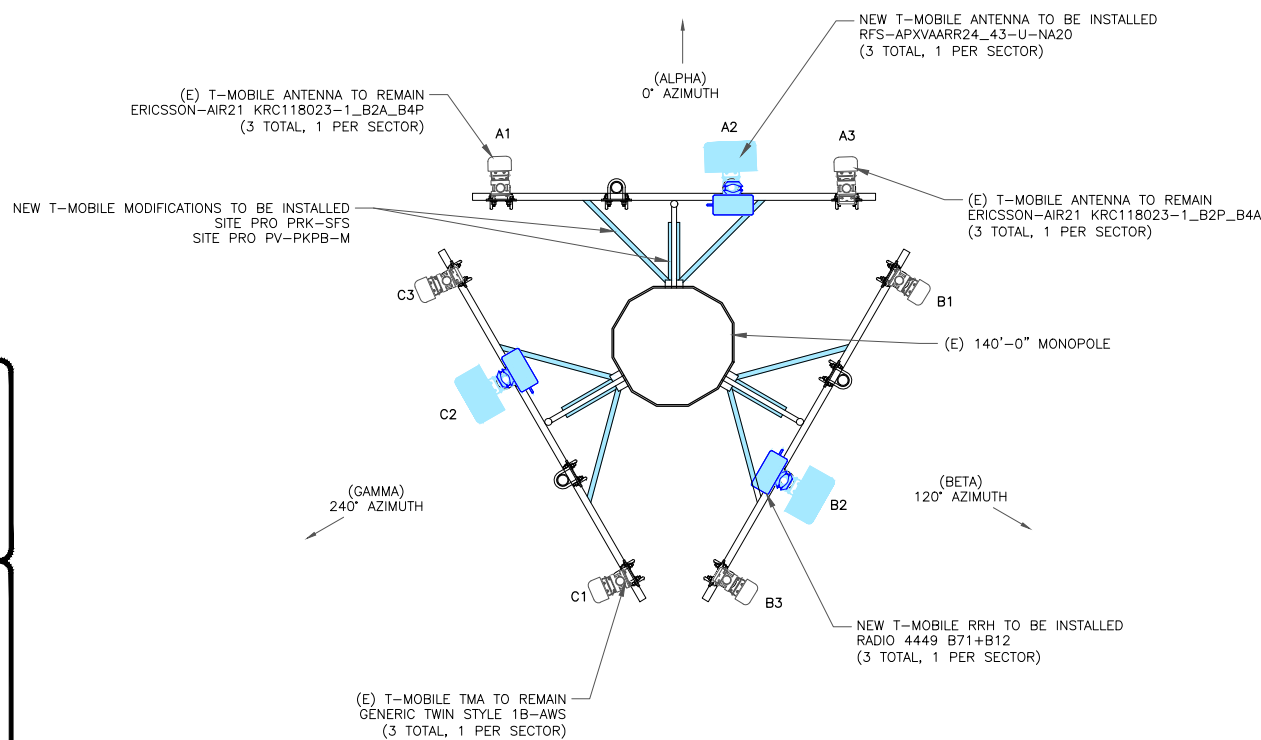 NEW T-MOBILE ANTENNA TO BE INSTALLED
RFS-APXVAARR24_43-U-NA20
(3 TOTAL, 1 PER SECTOR)
(ALPHA)
0° AZIMUTH
(E) T-MOBILE ANTENNA TO REMAIN
ERICSSON-AIR21 KRC118023-1_B2A_B4P
(3 TOTAL, 1 PER SECTOR)
A1
A2
A3
NEW T-MOBILE MODIFICATIONS TO BE INSTALLED
SITE PRO PRK-SFS
SITE PRO PV-PKPB-M
(E) T-MOBILE ANTENNA TO REMAIN
ERICSSON-AIR21 KRC118023-1_B2P_B4A
(3 TOTAL, 1 PER SECTOR)
C3
B1
(E) 140'-0" MONOPOLE
C2
(GAMMA)
240° AZIMUTH
(BETA)
120° AZIMUTH
B2
C1
B3
NEW T-MOBILE RRH TO BE INSTALLED
RADIO 4449 B71+B12
(3 TOTAL, 1 PER SECTOR)
(E) T-MOBILE TMA TO REMAIN
GENERIC TWIN STYLE 1B-AWS
(3 TOTAL, 1 PER SECTOR)